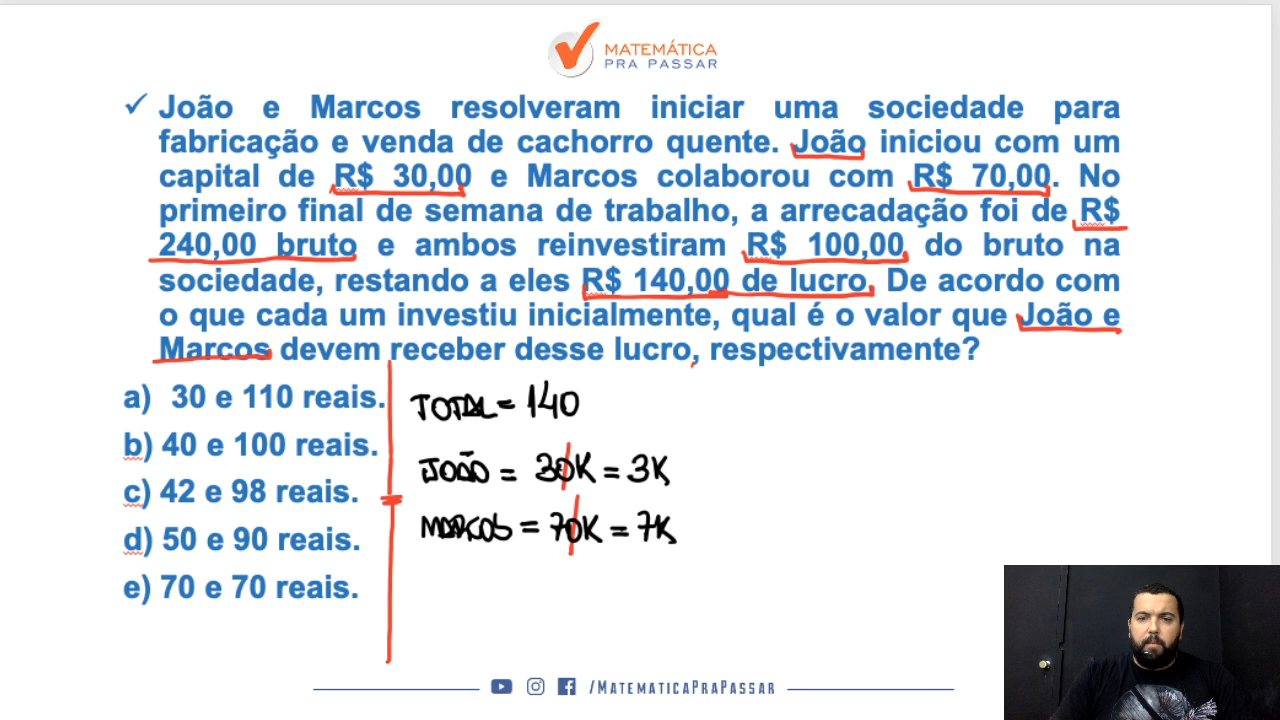 MATEMÁTICA
PRA PASSAR
✓ João e Marcos resolveram iniciar uma sociedade para
fabricação e venda de cachorro quente. João iniciou com um
capital de R$ 30,00 e Marcos colaborou com R$ 70,00. No
primeiro final de semana de trabalho, a arrecadação foi de R$
240,00 bruto e ambos reinvestiram R$ 100,00 do bruto na
sociedade, restando a eles R$ 140,00 de lucro. De acordo com
o que cada um investiu inicialmente, qual é o valor que João e
Marcos devem receber desse lucro, respectivamente?
a) 30 e 110 reais.
b) 40 e 100 reais.
c) 42 e 98 reais.
d) 50 e 90 reais.
e) 70 e 70 reais.
TOTAL = 140
JOÃO = 30K = 3K
MARCOS = 70K = 7K
/MATEMATICAPRAPASSAR